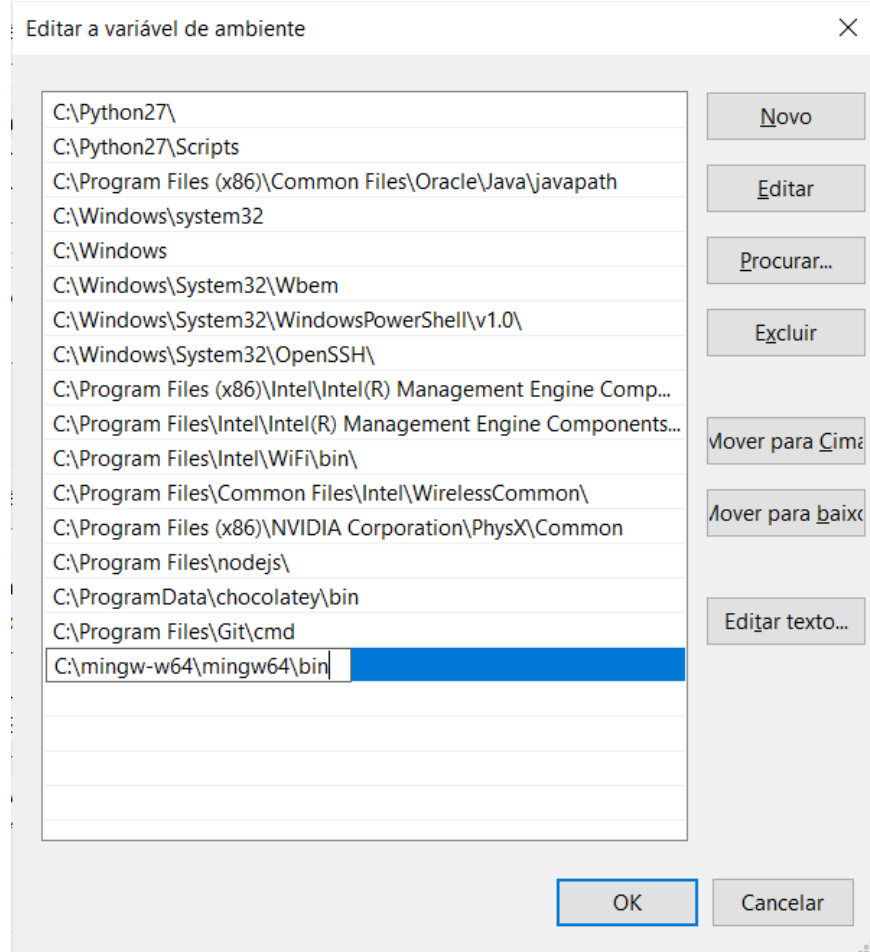 Editar a variável de ambiente
C:\Python27\
C:\Python27\Scripts
C:\Program Files (x86)\Common Files\Oracle\Java\javapath
C:\Windows\system32
C:\Windows
C:\Windows\System32\Wbem
C:\Windows\System32\WindowsPowerShell\v1.0\
C:\Windows\System32\OpenSSH\
C:\Program Files (x86)\Intel\Intel(R) Management Engine Comp...
C:\Program Files\Intel\Intel(R) Management Engine Components...
C:\Program Files\Intel\WiFi\bin\
C:\Program Files\Common Files\Intel\WirelessCommon\
C:\Program Files (x86)\NVIDIA Corporation\PhysX\Common
C:\Program Files\nodejs\
C:\ProgramData\chocolatey\bin
C:\Program Files\Git\cmd
C:\mingw-w64\mingw64\bin
Novo
Editar
Procurar...
Excluir
Mover para Cima
Mover para baixo
Editar texto...
OK
Cancelar